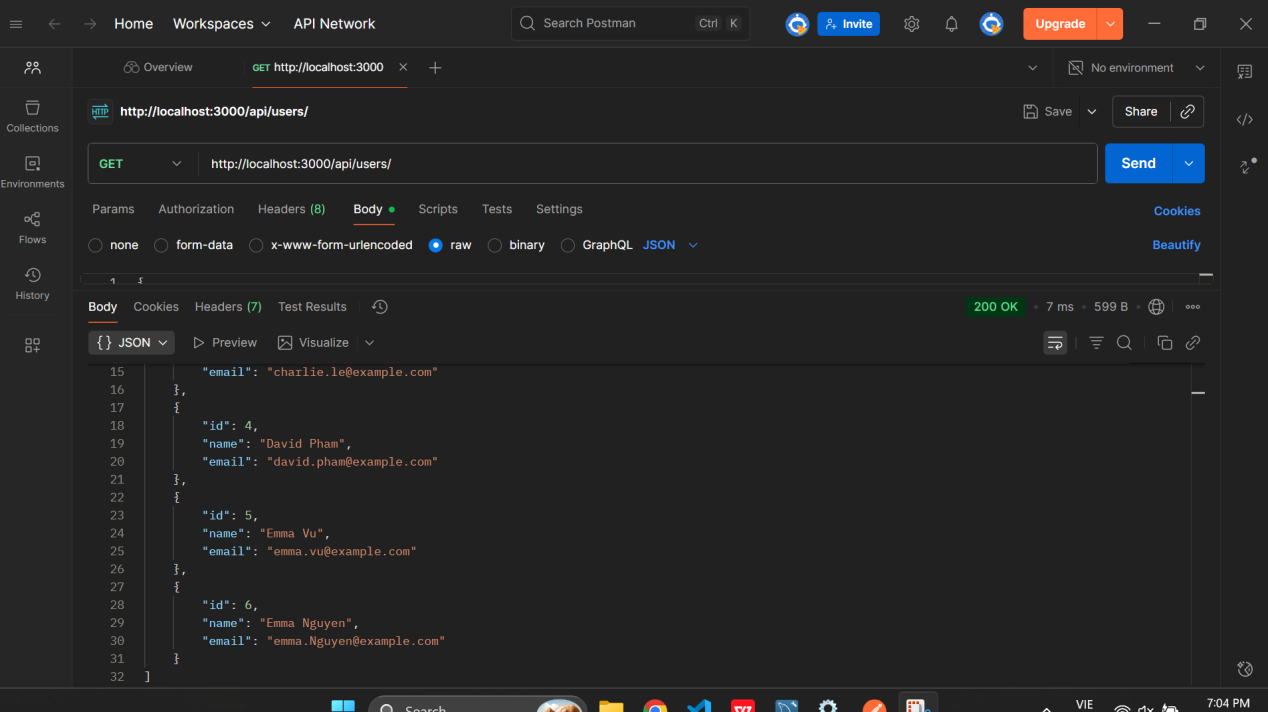 Home Workspaces API Network Search Postman Ctrl K Invite Upgrade
Overview GET http://localhost:3000 No environment
HTTP http://localhost:3000/api/users/ Save Share
Collections
Environments
Flows
History
GET http://localhost:3000/api/users/ Send
Params Authorization Headers (8) Body Scripts Tests Settings Cookies
none form-data x-www-form-urlencoded raw binary GraphQL JSON Beautify
1 {
Body Cookies Headers (7) Test Results 200 OK • 7 ms • 599 B •
{} JSON Preview Visualize
15 "email": "charlie.le@example.com"
16 },
17 {
18 "id": 4,
19 "name": "David Pham",
20 "email": "david.pham@example.com"
21 },
22 {
23 "id": 5,
24 "name": "Emma Vu",
25 "email": "emma.vu@example.com"
26 },
27 {
28 "id": 6,
29 "name": "Emma Nguyen",
30 "email": "emma.Nguyen@example.com"
31 }
32 ]
Search VIE 7:04 PM